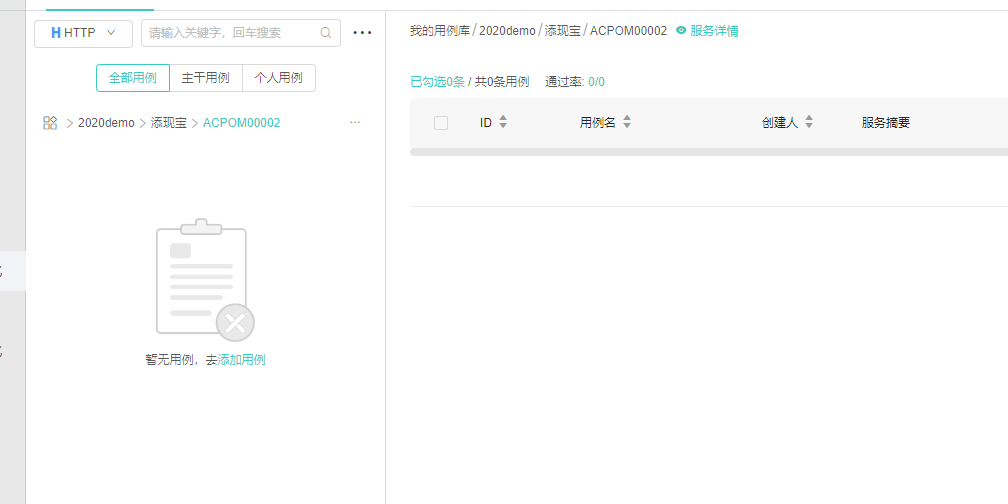 HTTP
请输入关键字，回车搜索
全部用例 主干用例 个人用例
2020demo > 添现宝 > ACPOM00002
暂无用例，去添加用例
我的用例库 / 2020demo / 添现宝 / ACPOM00002 服务详情
已勾选0条 / 共0条用例 通过率: 0/0
ID 用例名 创建人 服务摘要